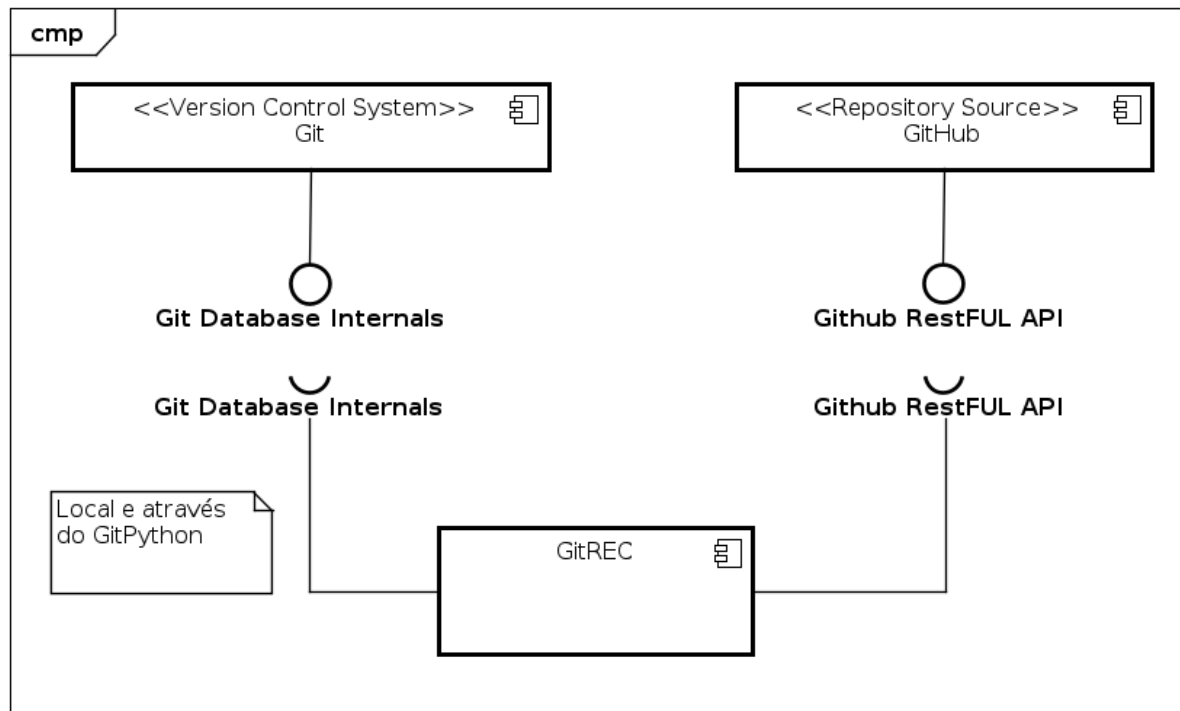 cmp
<<Version Control System>>
Git
<<Repository Source>>
GitHub
Git Database Internals
Github RestFUL API
Git Database Internals
Github RestFUL API
Local e através
do GitPython
GitREC